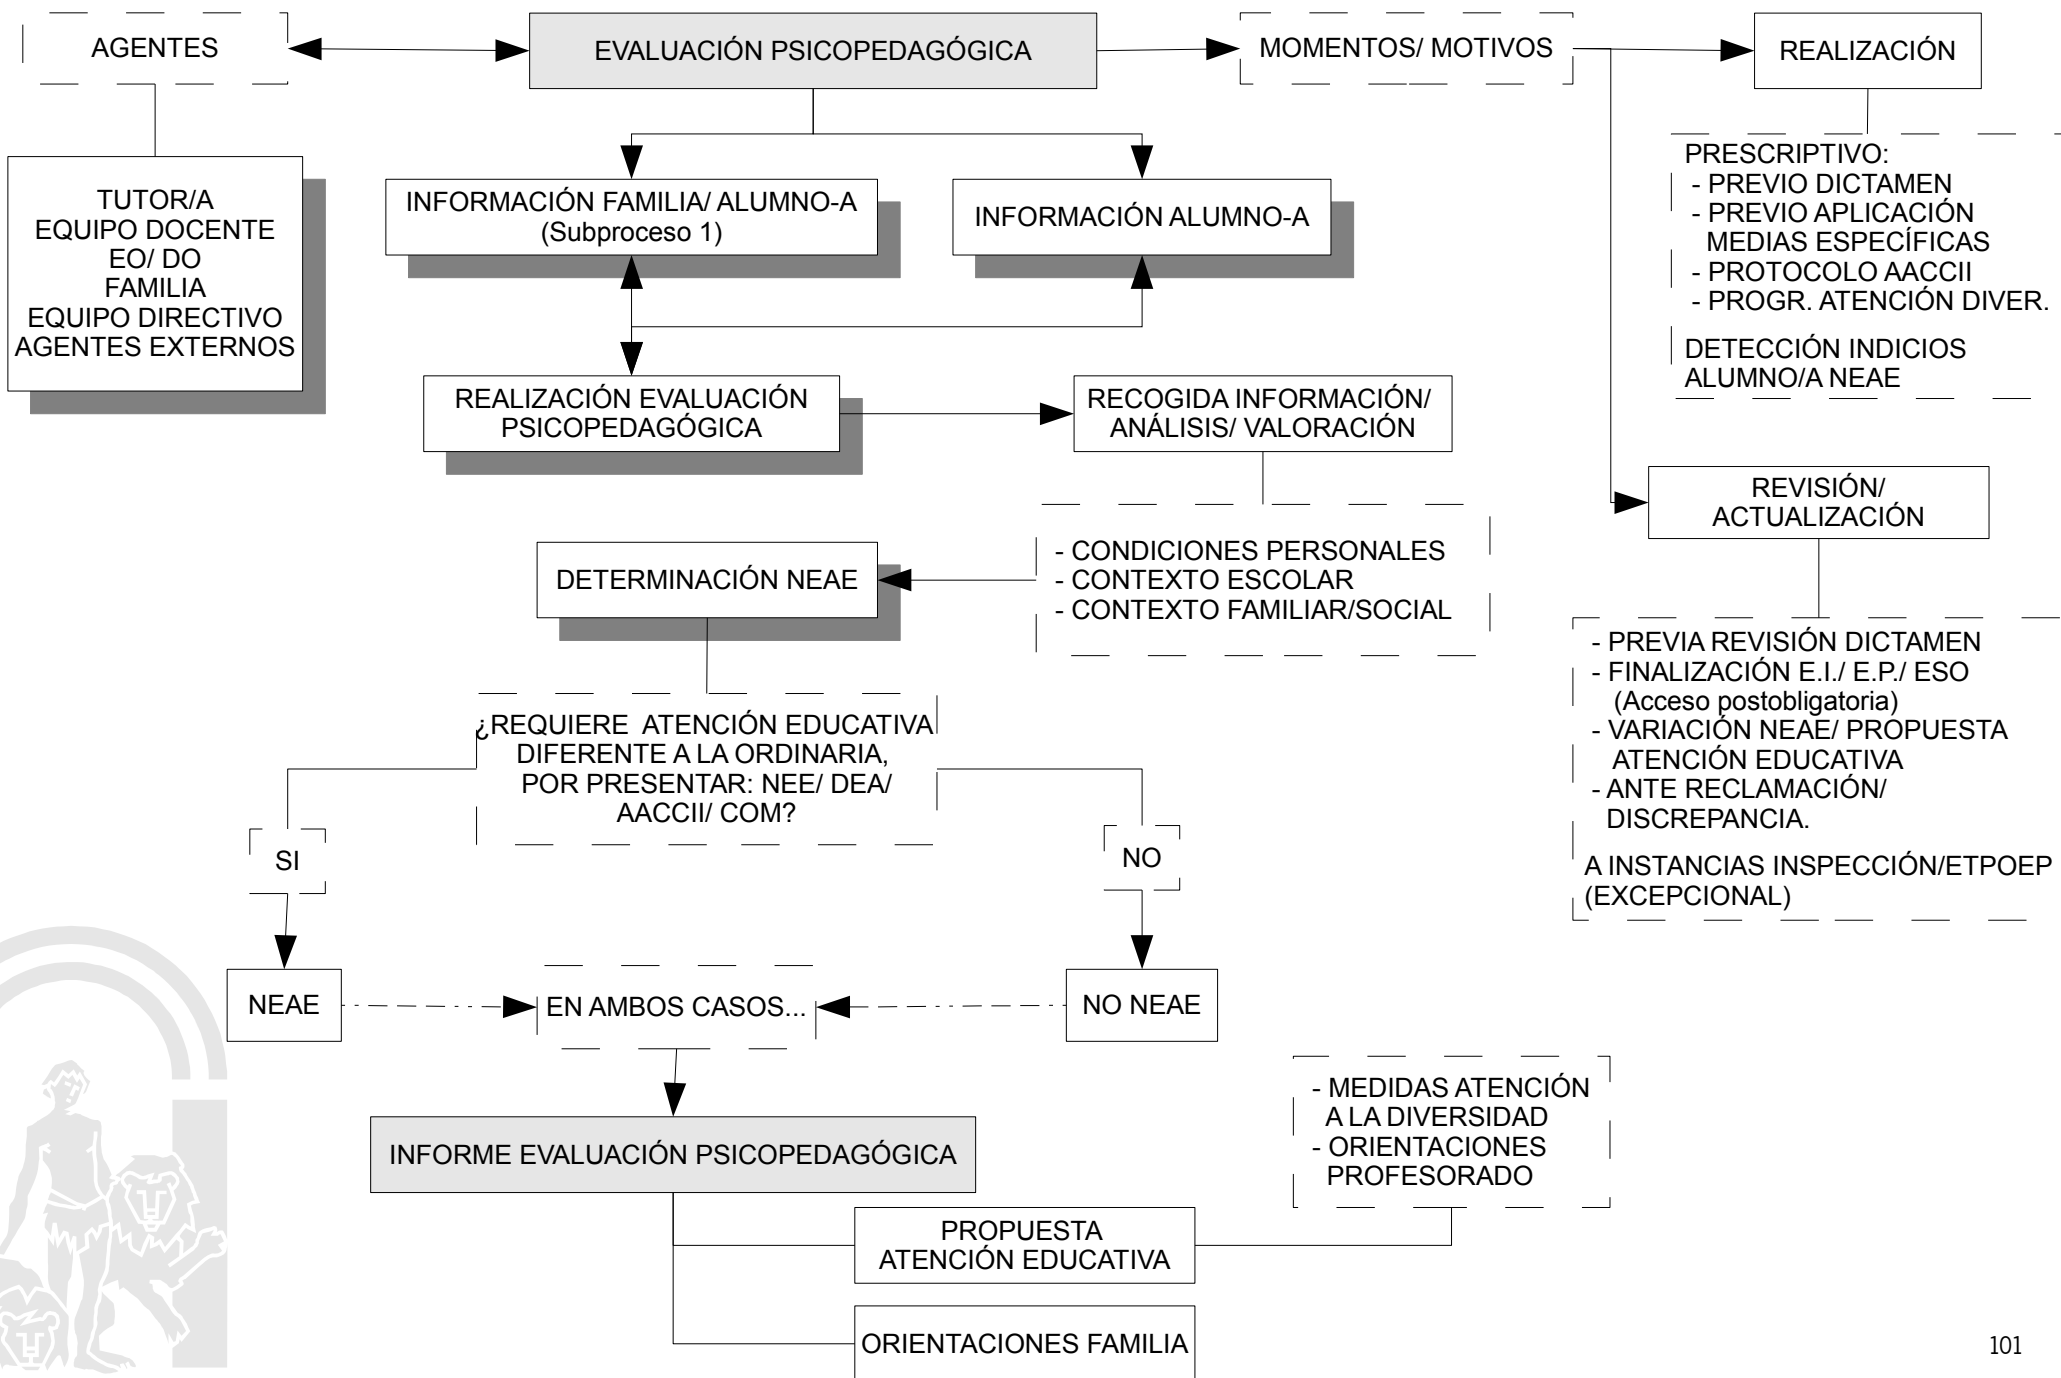 AGENTES
EVALUACIÓN PSICOPEDAGÓGICA
MOMENTOS/ MOTIVOS
REALIZACIÓN
TUTOR/A
EQUIPO DOCENTE
EO/ DO
FAMILIA
EQUIPO DIRECTIVO
AGENTES EXTERNOS
INFORMACIÓN FAMILIA/ ALUMNO-A
(Subproceso 1)
INFORMACIÓN ALUMNO-A
PRESCRIPTIVO:
- PREVIO DICTAMEN
- PREVIO APLICACIÓN
MEDIAS ESPECÍFICAS
- PROTOCOLO AACCII
- PROGR. ATENCIÓN DIVER.
DETECCIÓN INDICIOS
ALUMNO/A NEAE
REALIZACIÓN EVALUACIÓN
PSICOPEDAGÓGICA
RECOGIDA INFORMACIÓN/
ANÁLISIS/ VALORACIÓN
REVISIÓN/
ACTUALIZACIÓN
- CONDICIONES PERSONALES
- CONTEXTO ESCOLAR
- CONTEXTO FAMILIAR/SOCIAL
DETERMINACIÓN NEAE
- PREVIA REVISIÓN DICTAMEN
- FINALIZACIÓN E.I./ E.P./ ESO
(Acceso postobligatoria)
- VARIACIÓN NEAE/ PROPUESTA
ATENCIÓN EDUCATIVA
- ANTE RECLAMACIÓN/
DISCREPANCIA.
A INSTANCIAS INSPECCIÓN/ETPOEP
(EXCEPCIONAL)
¿REQUIERE ATENCIÓN EDUCATIVA
DIFERENTE A LA ORDINARIA,
POR PRESENTAR: NEE/ DEA/
AACCII/ COM?
SI
NO
NEAE
EN AMBOS CASOS...
NO NEAE
INFORME EVALUACIÓN PSICOPEDAGÓGICA
- MEDIDAS ATENCIÓN
A LA DIVERSIDAD
- ORIENTACIONES
PROFESORADO
PROPUESTA
ATENCIÓN EDUCATIVA
ORIENTACIONES FAMILIA
101